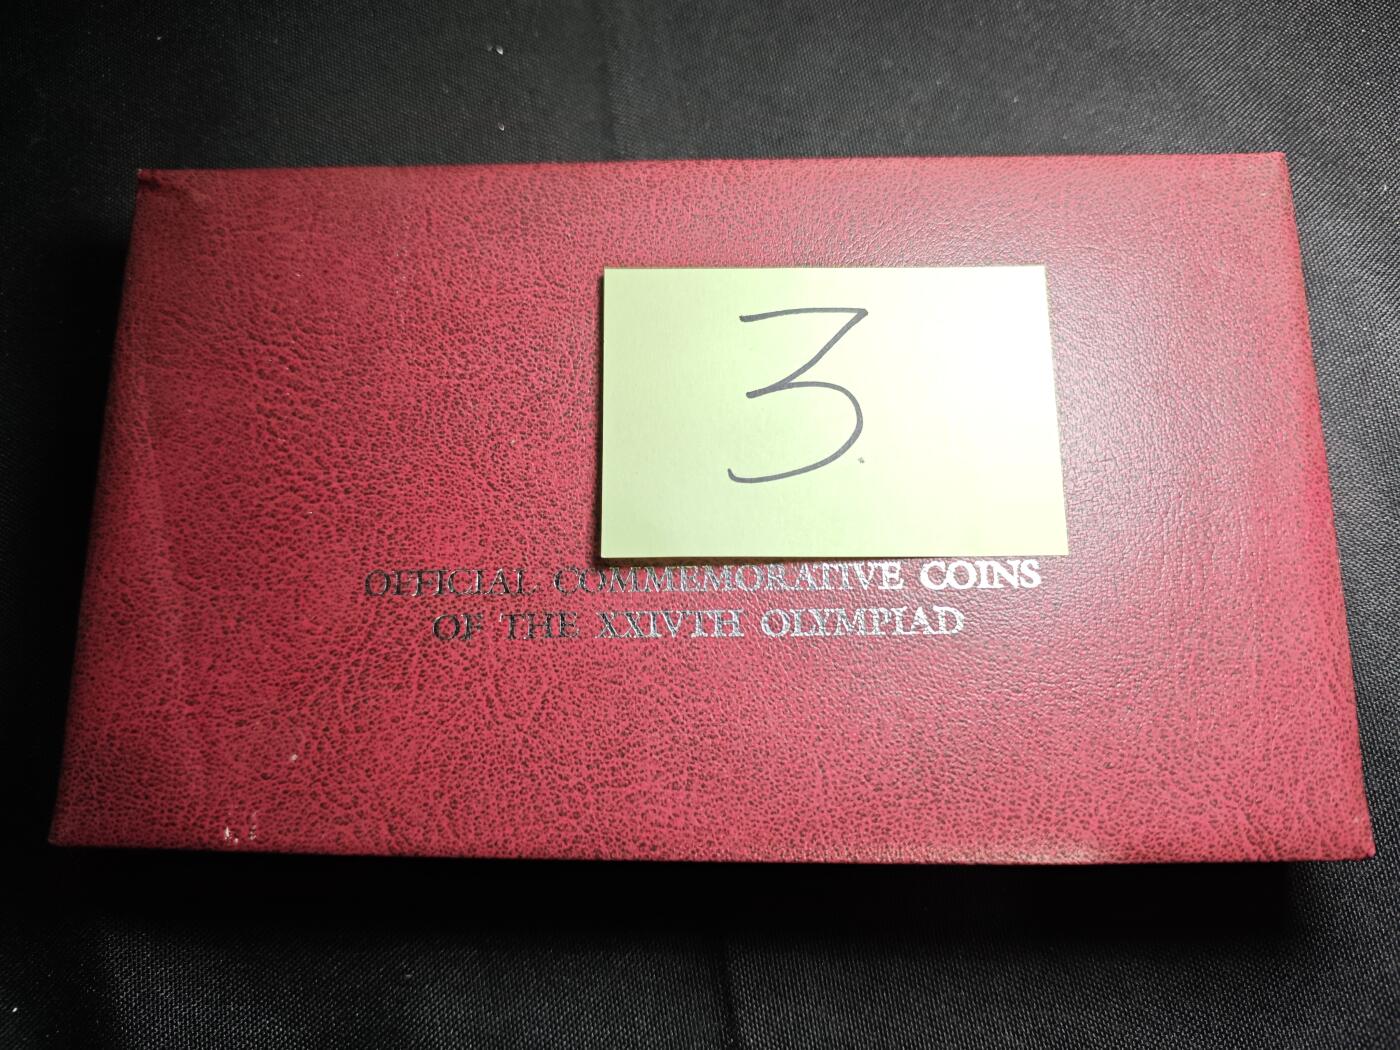 3
OFFICIAL COMMEMORATIVE COINS
OF THE XXIVTH OLYMPIAD